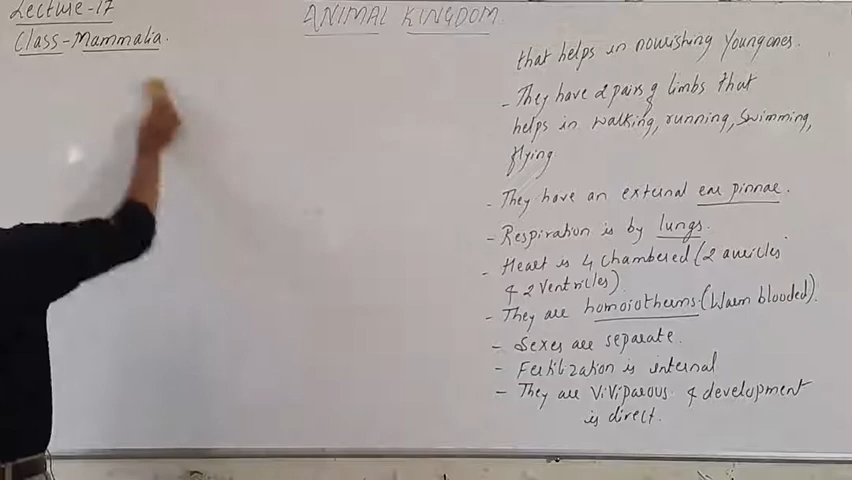 Lecture-17
ANIMAL KINGDOM.
Class-Mammalia.
that helps in nourishing Young ones.
- They have 2 pairs of limbs that
helps in walking, running, swimming,
flying
- They have an external ear pinnae.
- Respiration is by lungs.
- Heart is 4 chambered (2 auricles
& 2 ventricles).
- They are homoiotherms (Warm blooded).
- Sexes are separate.
- Fertilization is internal
- They are Viviparous & development
is direct.